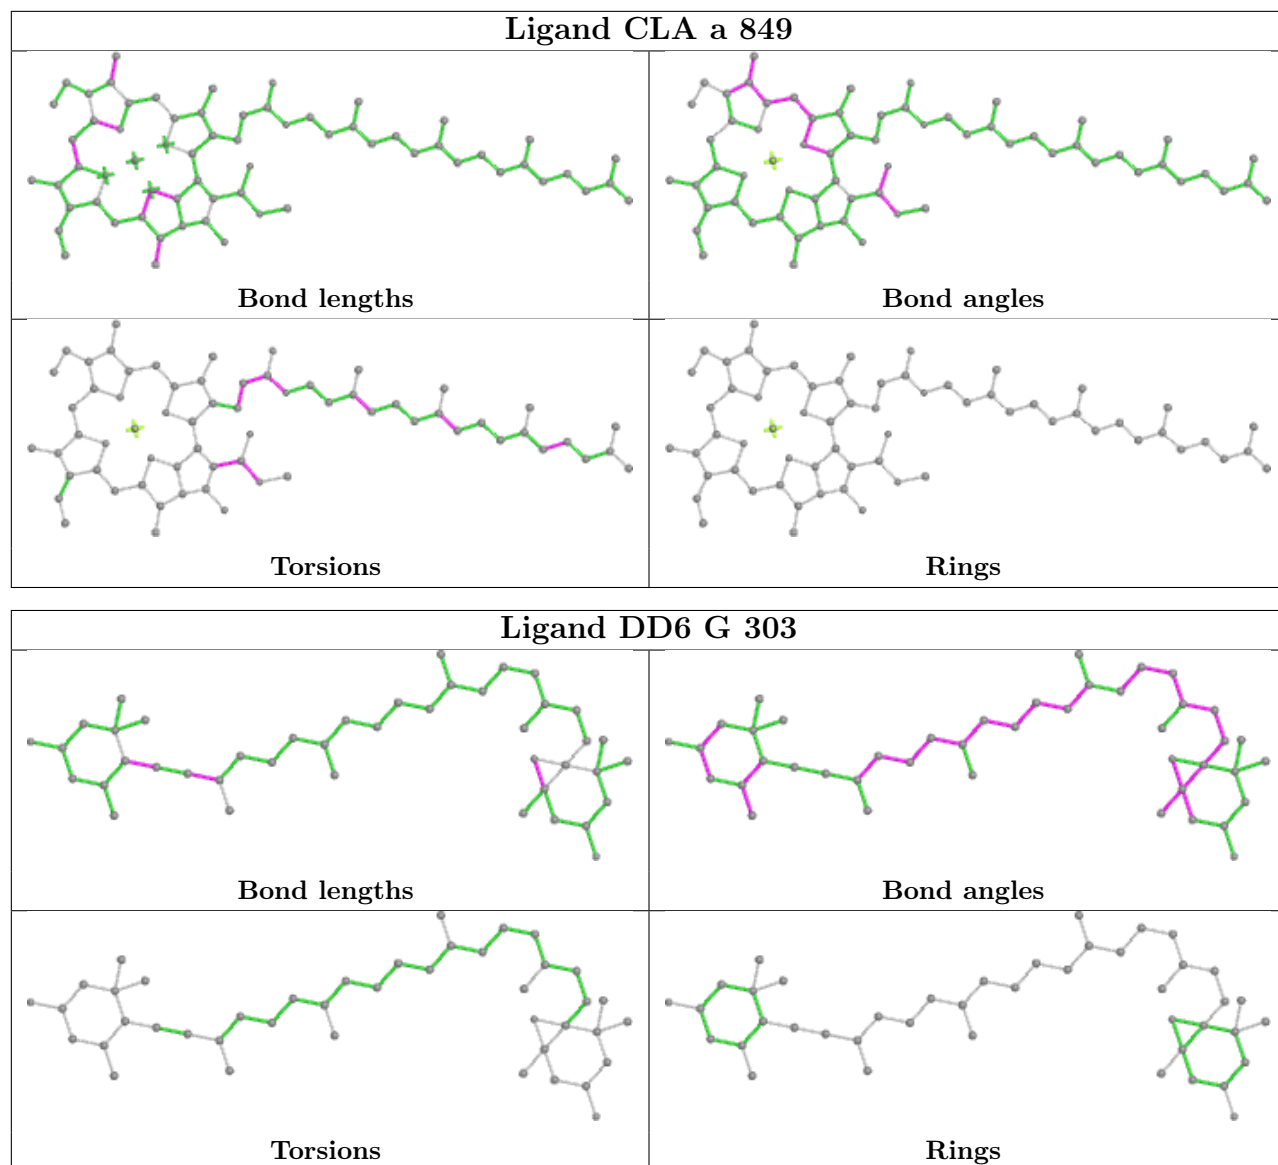 Ligand CLA a 849
Bond lengths
Bond angles
Torsions
Rings
Ligand DD6 G 303
Bond lengths
Bond angles
Torsions
Rings